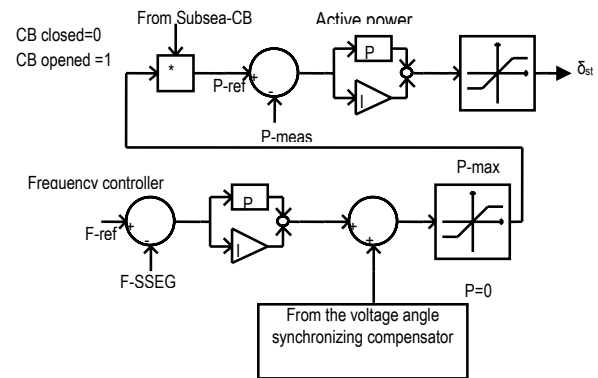 From Subsea-CB
Active power
CB closed=0
CB opened =1
*
P-ref
+
-
P
I
δst
P-meas
P-max
Frequency controller
F-ref
+
-
P
I
+
+
F-SSEG
P=0
From the voltage angle
synchronizing compensator